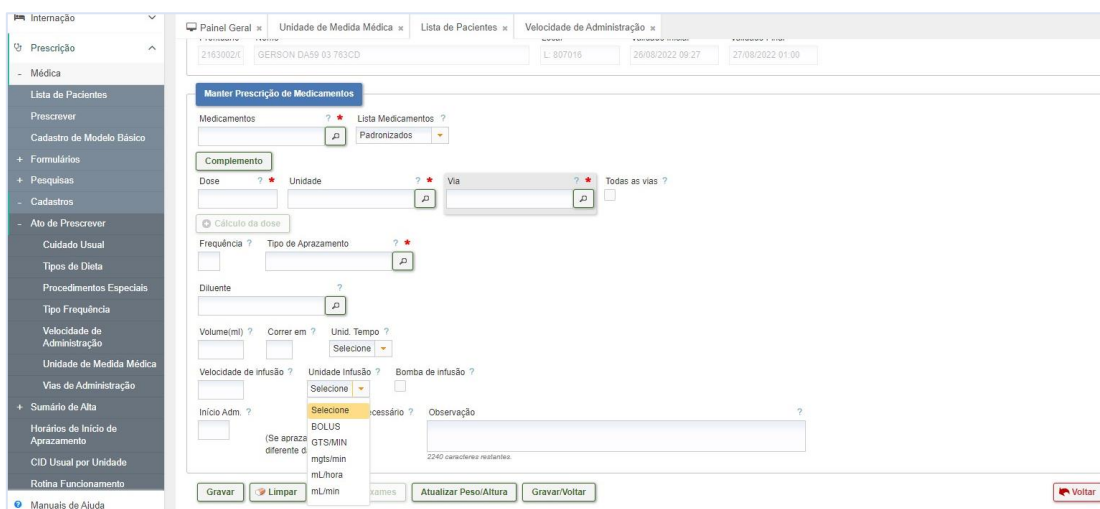 Internação
Prescrição
- Médica
Lista de Pacientes
Prescrever
Cadastro de Modelo Básico
+ Formulários
+ Pesquisas
- Cadastros
- Ato de Prescrever
Cuidado Usual
Tipos de Dieta
Procedimentos Especiais
Tipo Frequência
Velocidade de
Administração
Unidade de Medida Médica
Vias de Administração
+ Sumário de Alta
Horários de Início de
Aprazamento
CID Usual por Unidade
Rotina Funcionamento
Manuais de Ajuda
Painel Geral × Unidade de Medida Médica × Lista de Pacientes × Velocidade de Administração ×
GERSON DA59 03 763CD L: 807016 26/08/2022 09:27 27/08/2022 01:00
Manter Prescrição de Medicamentos
Medicamentos ? * Lista Medicamentos ?
Padronizados
Complemento
Dose ? * Unidade ? * Via ? * Todas as vias ?
Cálculo da dose
Frequência ? Tipo de Aprazamento ? *
Diluente ?
Volume(ml) ? Correr em ? Unid. Tempo ?
Selecione
Velocidade de infusão ? Unidade Infusão ? Bomba de infusão ?
Selecione
Início Adm. ? cessário ? Observação ?
Selecione
BOLUS
GTS/MIN
mgts/min
mL/hora
mL/min
(Se apraza
diferente d
2240 caracteres restantes
Gravar Limpar xames Atualizar Peso/Altura Gravar/Voltar Voltar